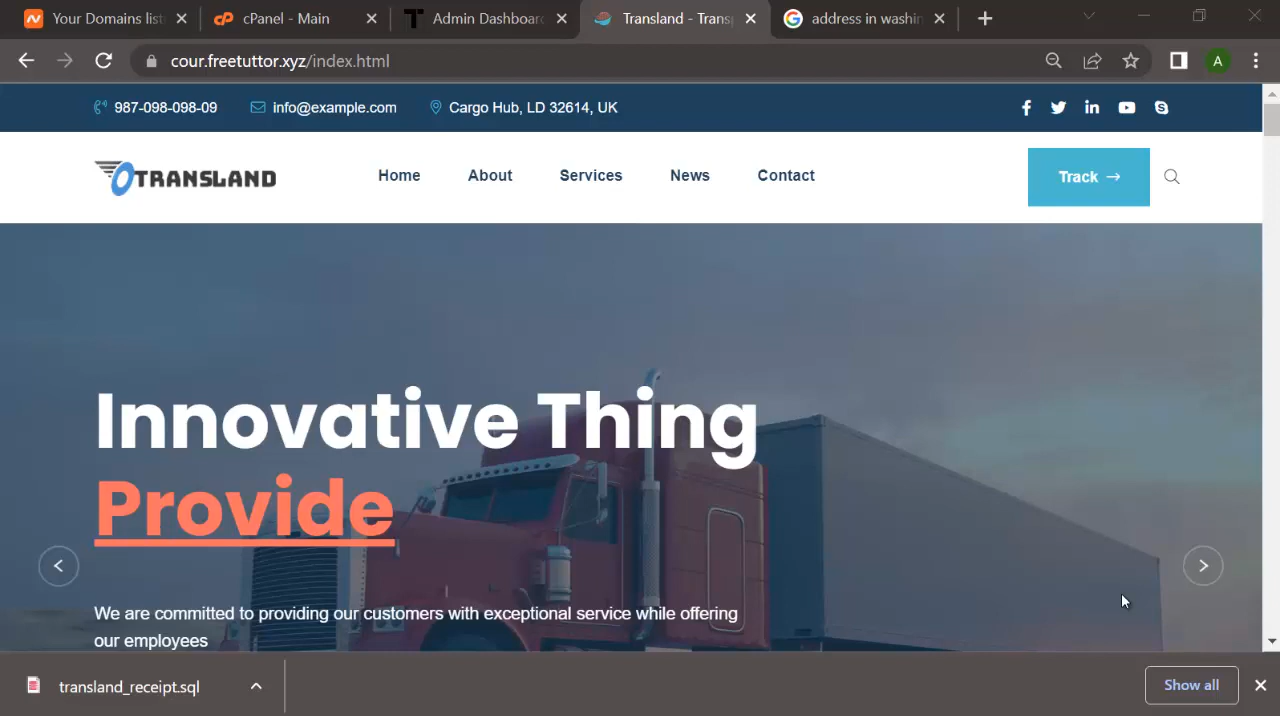 Your Domains list
cPanel - Main
Admin Dashboard
Transland - Transp
address in washin
cour.freetuttor.xyz/index.html
A
987-098-098-09
info@example.com
Cargo Hub, LD 32614, UK
TRANSLAND
Home
About
Services
News
Contact
Track →
Innovative Thing
Provide
We are committed to providing our customers with exceptional service while offering
our employees
transland_receipt.sql
Show all